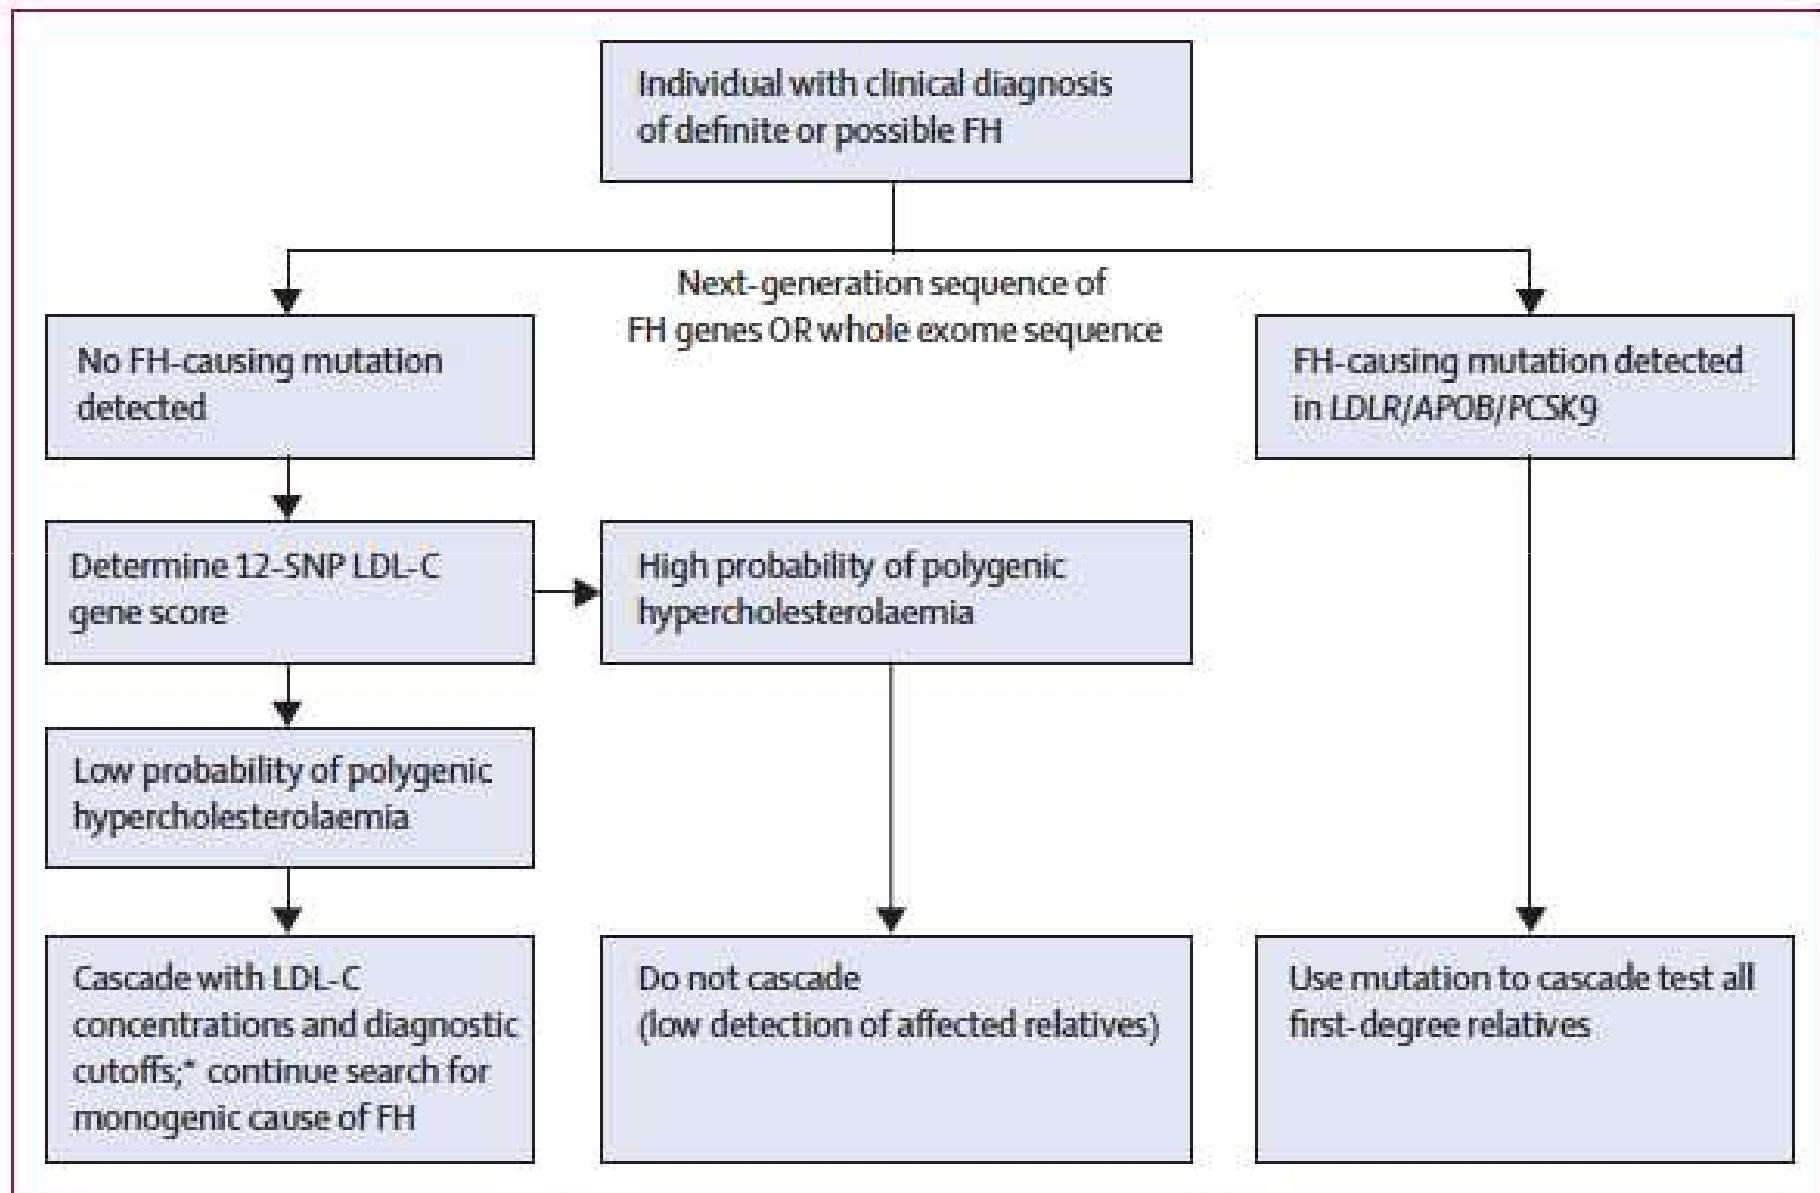 Individual with clinical diagnosis
of definite or possible FH
Next-generation sequence of
FH genes OR whole exome sequence
No FH-causing mutation
detected
FH-causing mutation detected
in LDLR/APOB/PCSK9
Determine 12-SNP LDL-C
gene score
High probability of polygenic
hypercholesterolaemia
Low probability of polygenic
hypercholesterolaemia
Cascade with LDL-C
concentrations and diagnostic
cutoffs;* continue search for
monogenic cause of FH
Do not cascade
(low detection of affected relatives)
Use mutation to cascade test all
first-degree relatives